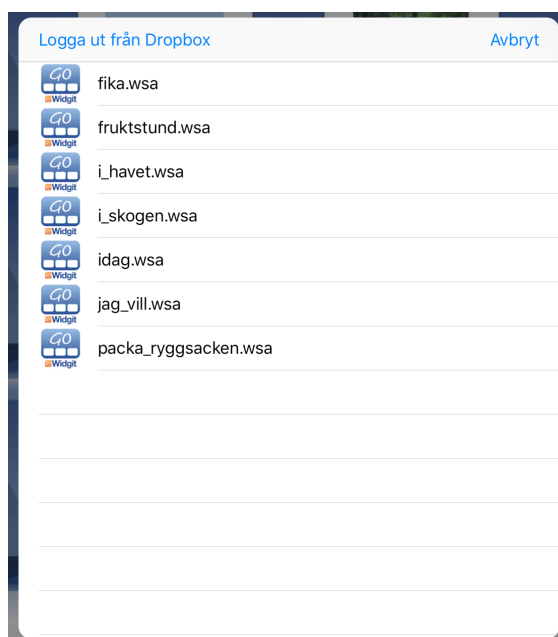 Logga ut från Dropbox Avbryt
GO
Widgit
fika.wsa
GO
Widgit
fruktstund.wsa
GO
Widgit
i_havet.wsa
GO
Widgit
i_skogen.wsa
GO
Widgit
idag.wsa
GO
Widgit
jag_vill.wsa
GO
Widgit
packa_ryggsacken.wsa